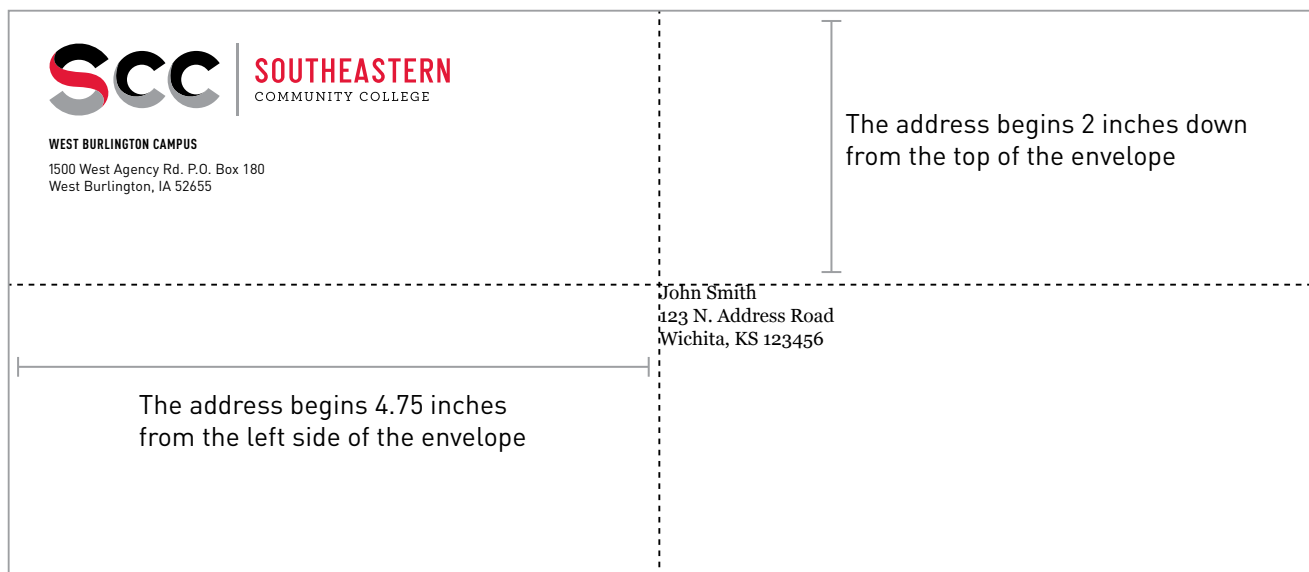 SCC
SOUTHEASTERN
COMMUNITY COLLEGE
WEST BURLINGTON CAMPUS
1500 West Agency Rd. P.O. Box 180
West Burlington, IA 52655
The address begins 2 inches down
from the top of the envelope
John Smith
123 N. Address Road
Wichita, KS 123456
The address begins 4.75 inches
from the left side of the envelope